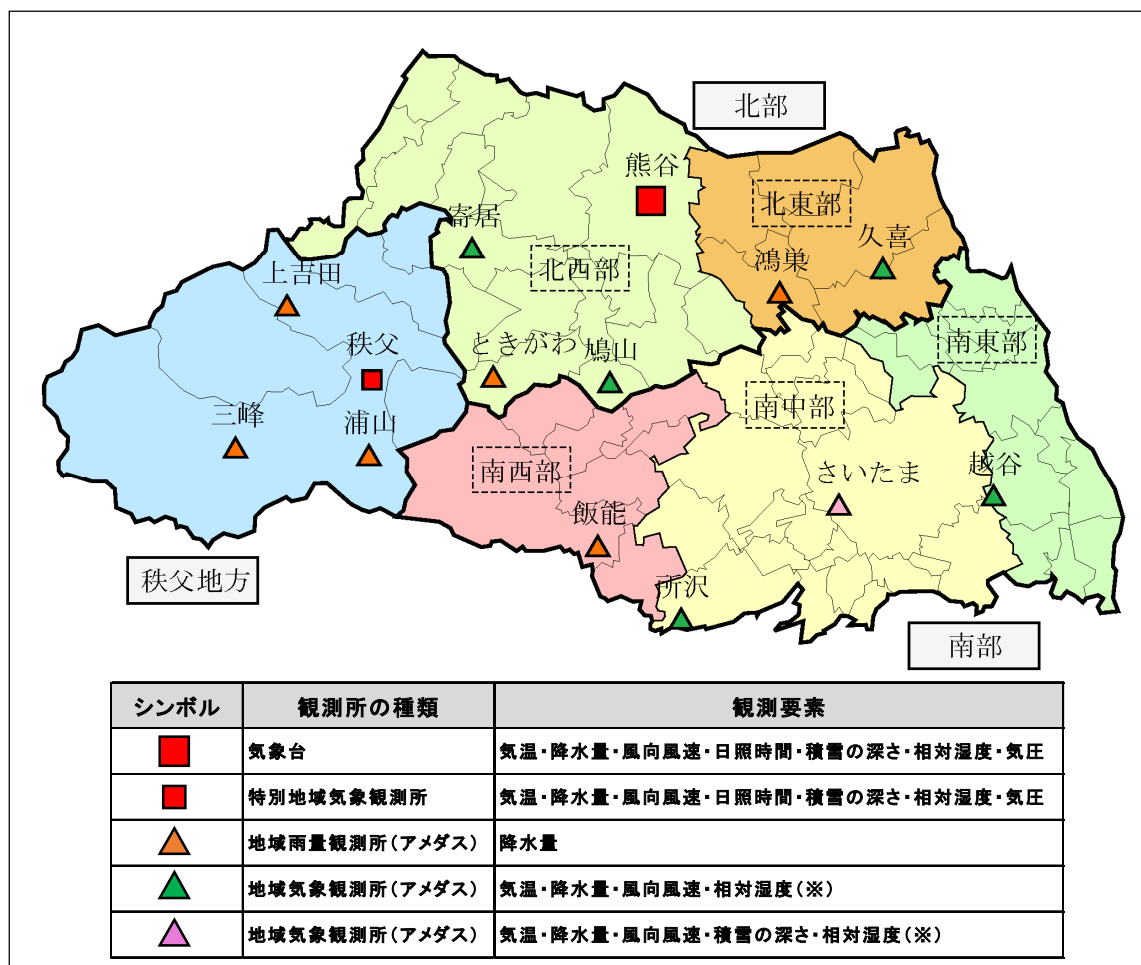 北部
熊谷
北東部
寄居
久喜
北西部
鴻巣
上吉田
南東部
秩父
ときがわ
鳩山
南中部
三峰
浦山
南西部
さいたま
越谷
飯能
秩父地方
所沢
南部
シンボル 観測所の種類 観測要素
気象台 気温・降水量・風向風速・日照時間・積雪の深さ・相対湿度・気圧
特別地域気象観測所 気温・降水量・風向風速・日照時間・積雪の深さ・相対湿度・気圧
地域雨量観測所(アメダス) 降水量
地域気象観測所(アメダス) 気温・降水量・風向風速・相対湿度(※)
地域気象観測所(アメダス) 気温・降水量・風向風速・積雪の深さ・相対湿度(※)